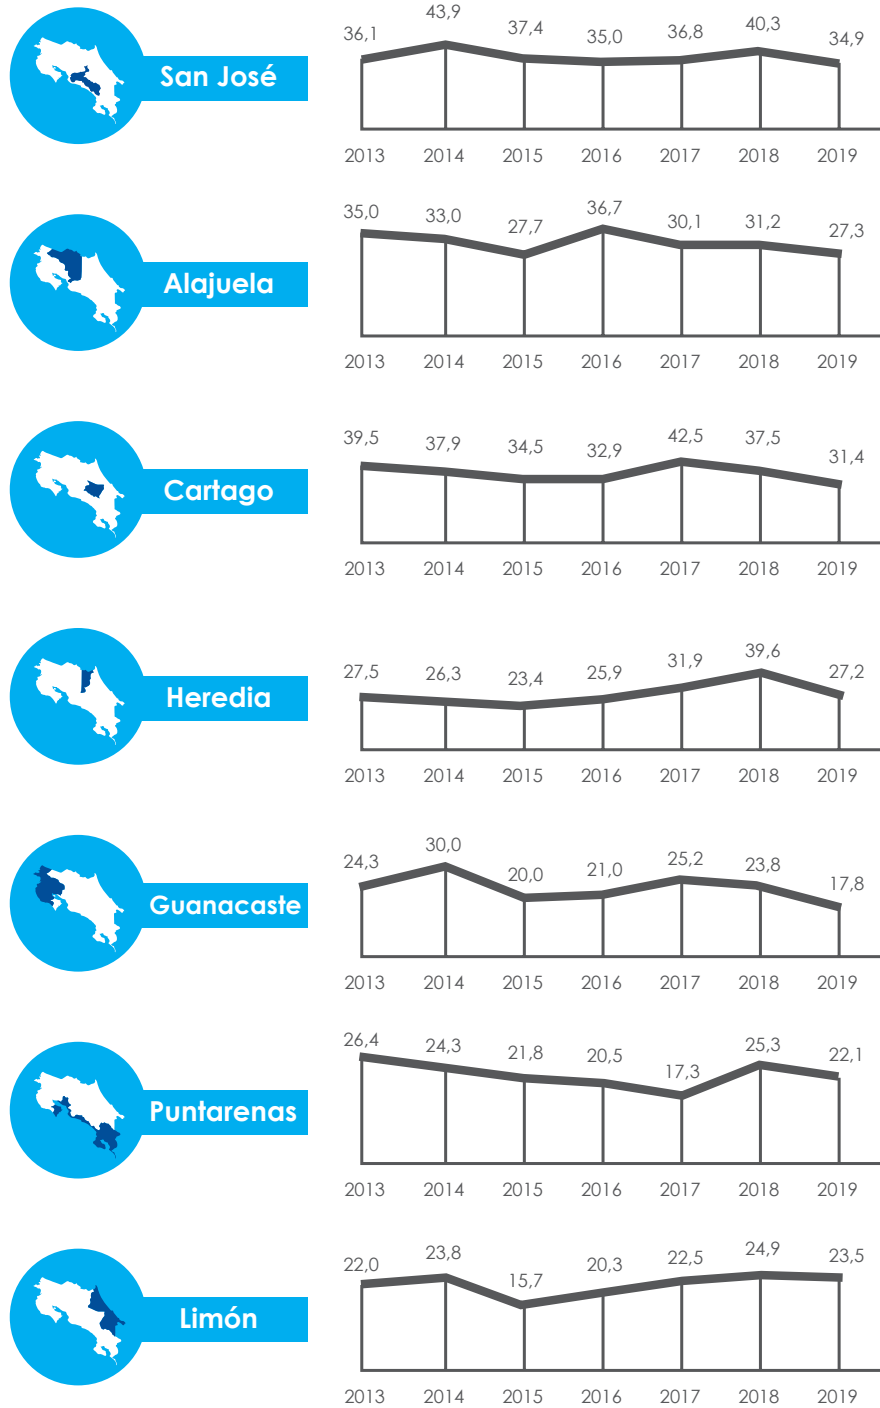 36,1 43,9 37,4 35,0 36,8 40,3 34,9
San José
2013 2014 2015 2016 2017 2018 2019
35,0 33,0 27,7 36,7 30,1 31,2 27,3
Alajuela
2013 2014 2015 2016 2017 2018 2019
39,5 37,9 34,5 32,9 42,5 37,5 31,4
Cartago
2013 2014 2015 2016 2017 2018 2019
27,5 26,3 23,4 25,9 31,9 39,6 27,2
Heredia
2013 2014 2015 2016 2017 2018 2019
24,3 30,0 20,0 21,0 25,2 23,8 17,8
Guanacaste
2013 2014 2015 2016 2017 2018 2019
26,4 24,3 21,8 20,5 17,3 25,3 22,1
Puntarenas
2013 2014 2015 2016 2017 2018 2019
22,0 23,8 15,7 20,3 22,5 24,9 23,5
Limón
2013 2014 2015 2016 2017 2018 2019